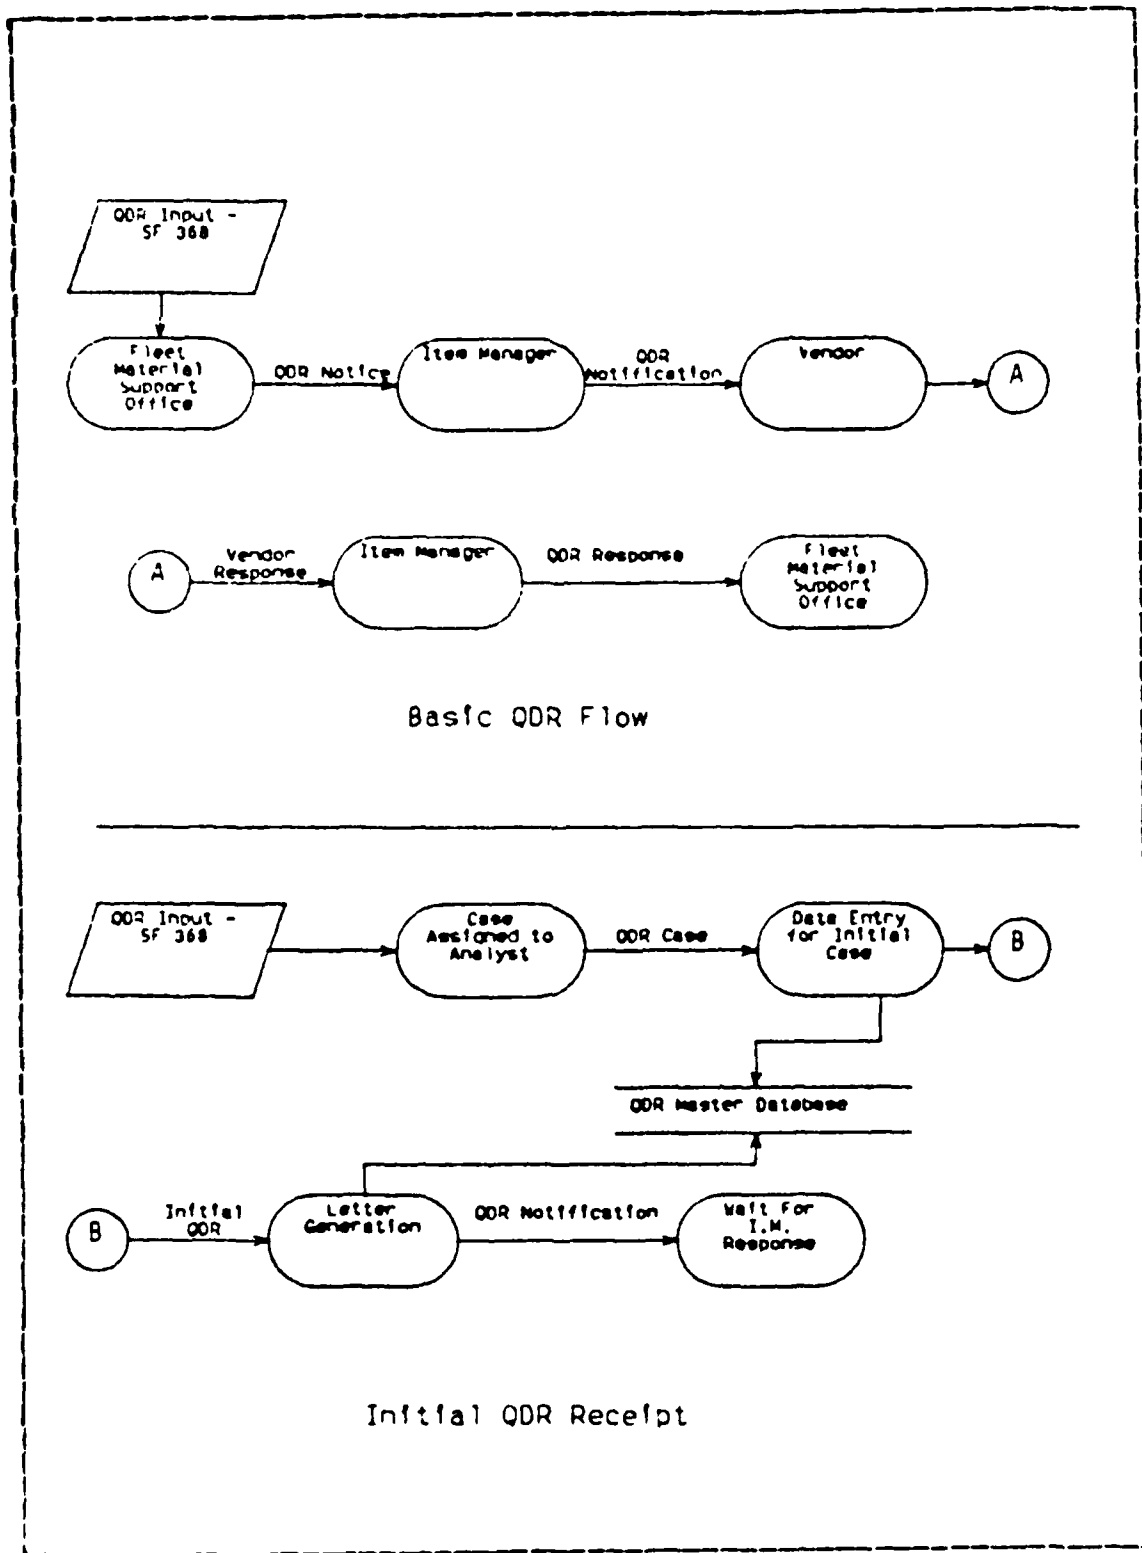 QDR Input -
SF 368
Fleet
Material
Support
Office
QDR Notice
Item Manager
QDR
Notification
Vendor
A
A
Vendor
Response
Item Manager
QDR Response
Fleet
Material
Support
Office
Basic QDR Flow
QDR Input -
SF 368
Case
Assigned to
Analyst
QDR Case
Data Entry
for Initial
Case
B
QDR Master Database
B
Initial
QDR
Letter
Generation
QDR Notification
Wait For
I.M.
Response
Initial QDR Receipt